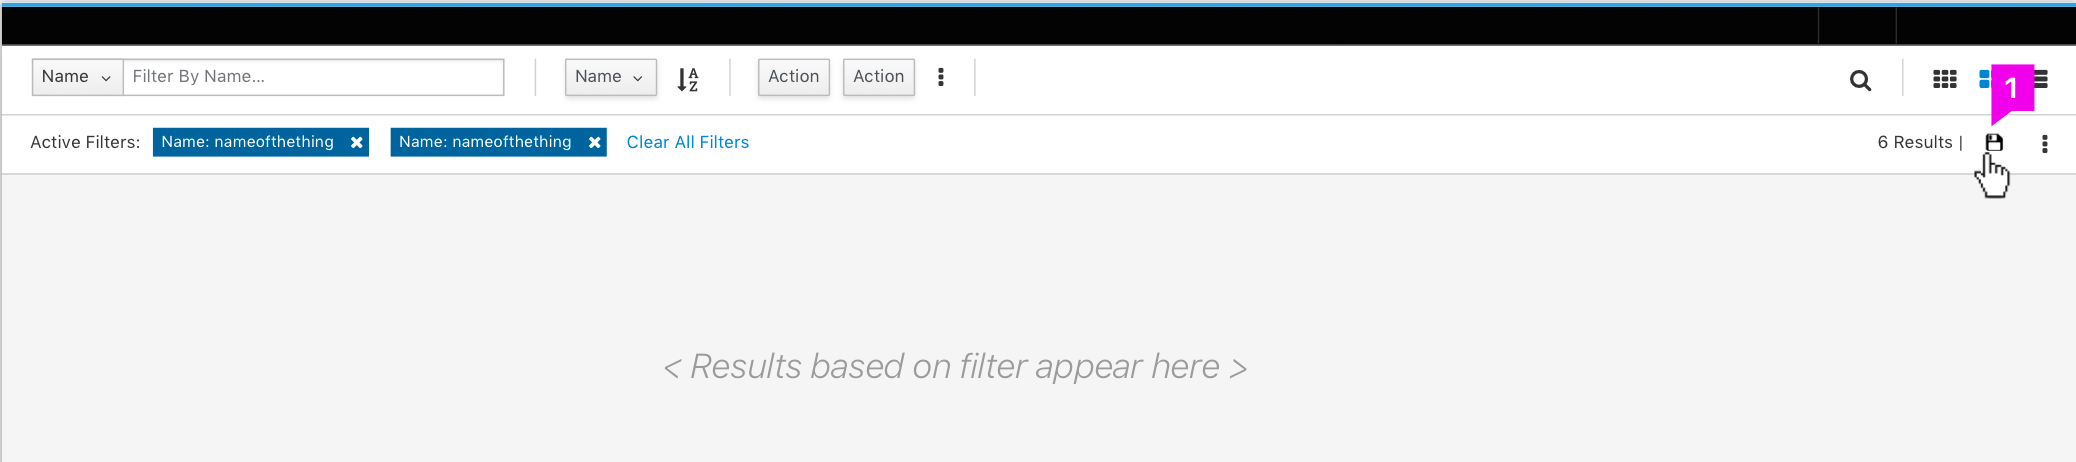 Name Filter By Name... Name AZ Action Action
1
Active Filters: Name: nameofthething Name: nameofthething Clear All Filters 6 Results |
< Results based on filter appear here >